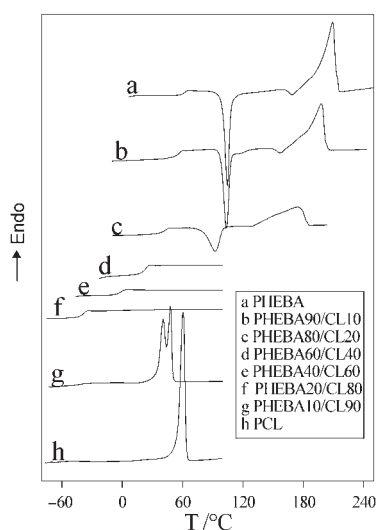 a
b
c
d
e
f
g
h
→ Endo
a PHEBA
b PHEBA90/CL10
c PHEBA80/CL20
d PHEBA60/CL40
e PHEBA40/CL60
f PHEBA20/CL80
g PHEBA10/CL90
h PCL
-60 0 60 120 180 240
T /°C